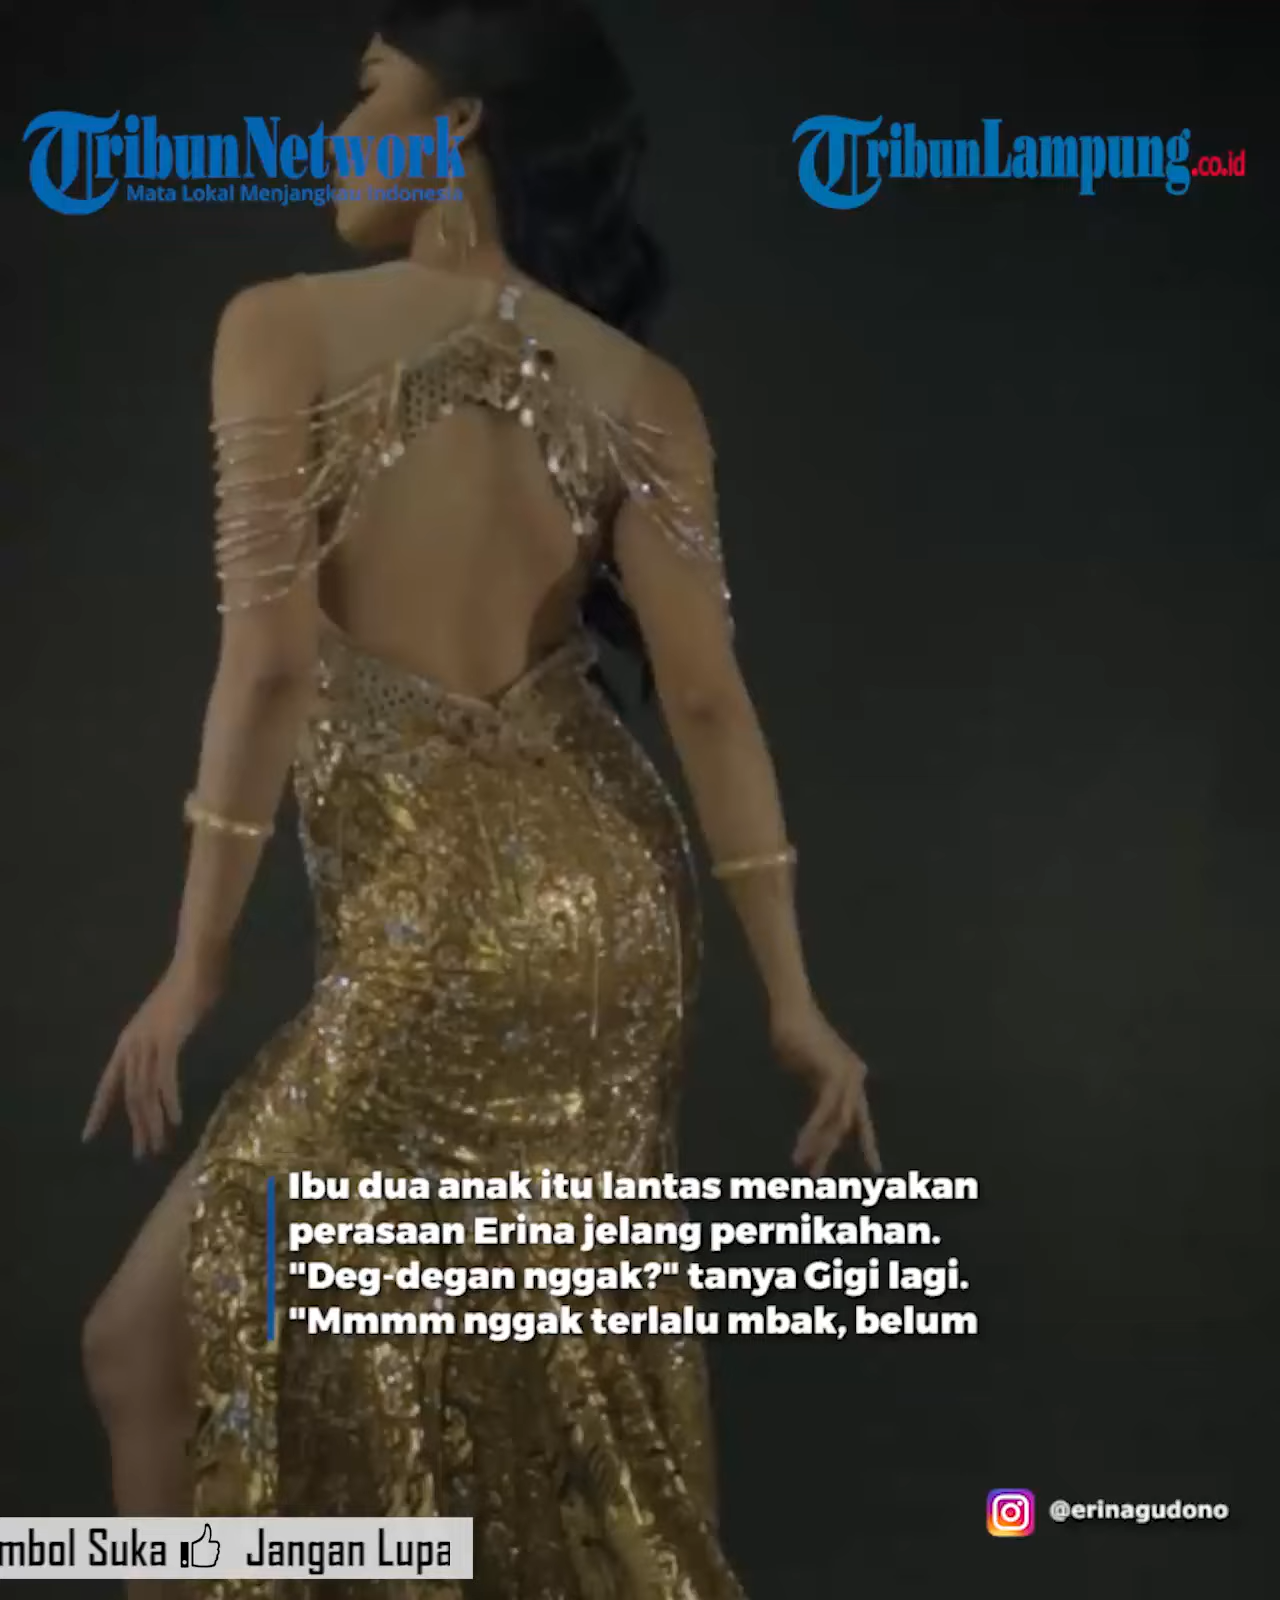 TribunNetwork
Mata Lokal Menjangkau Indonesia
TribunLampung.co.id
Ibu dua anak itu lantas menanyakan
perasaan Erina jelang pernikahan.
"Deg-degan nggak?" tanya Gigi lagi.
"Mmmm nggak terlalu mbak, belum
@erinagudono
mbol Suka Jangan Lupa